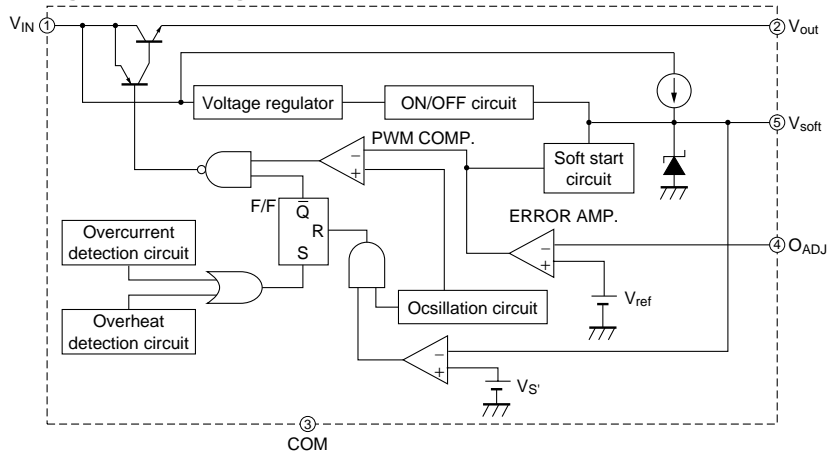 VIN
①
②
Vout
Voltage regulator
ON/OFF circuit
⑤
Vsoft
PWM COMP.
−
+
Soft start
circuit
F/F
Q̅
R
S
ERROR AMP.
−
+
④
OADJ
Overcurrent
detection circuit
Vref
Ocsillation circuit
Overheat
detection circuit
−
+
VS'
③
COM